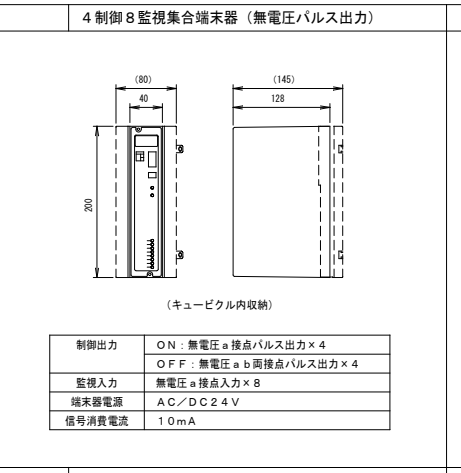 ４制御８監視集合端末器（無電圧パルス出力）
(80)
(145)
40
128
200
（キュービクル内収納）
制御出力 ＯＮ：無電圧ａ接点パルス出力×４
ＯＦＦ：無電圧ａｂ両接点パルス出力×４
監視入力 無電圧ａ接点入力×８
端末器電源 ＡＣ／ＤＣ２４Ｖ
信号消費電流 １０ｍＡ